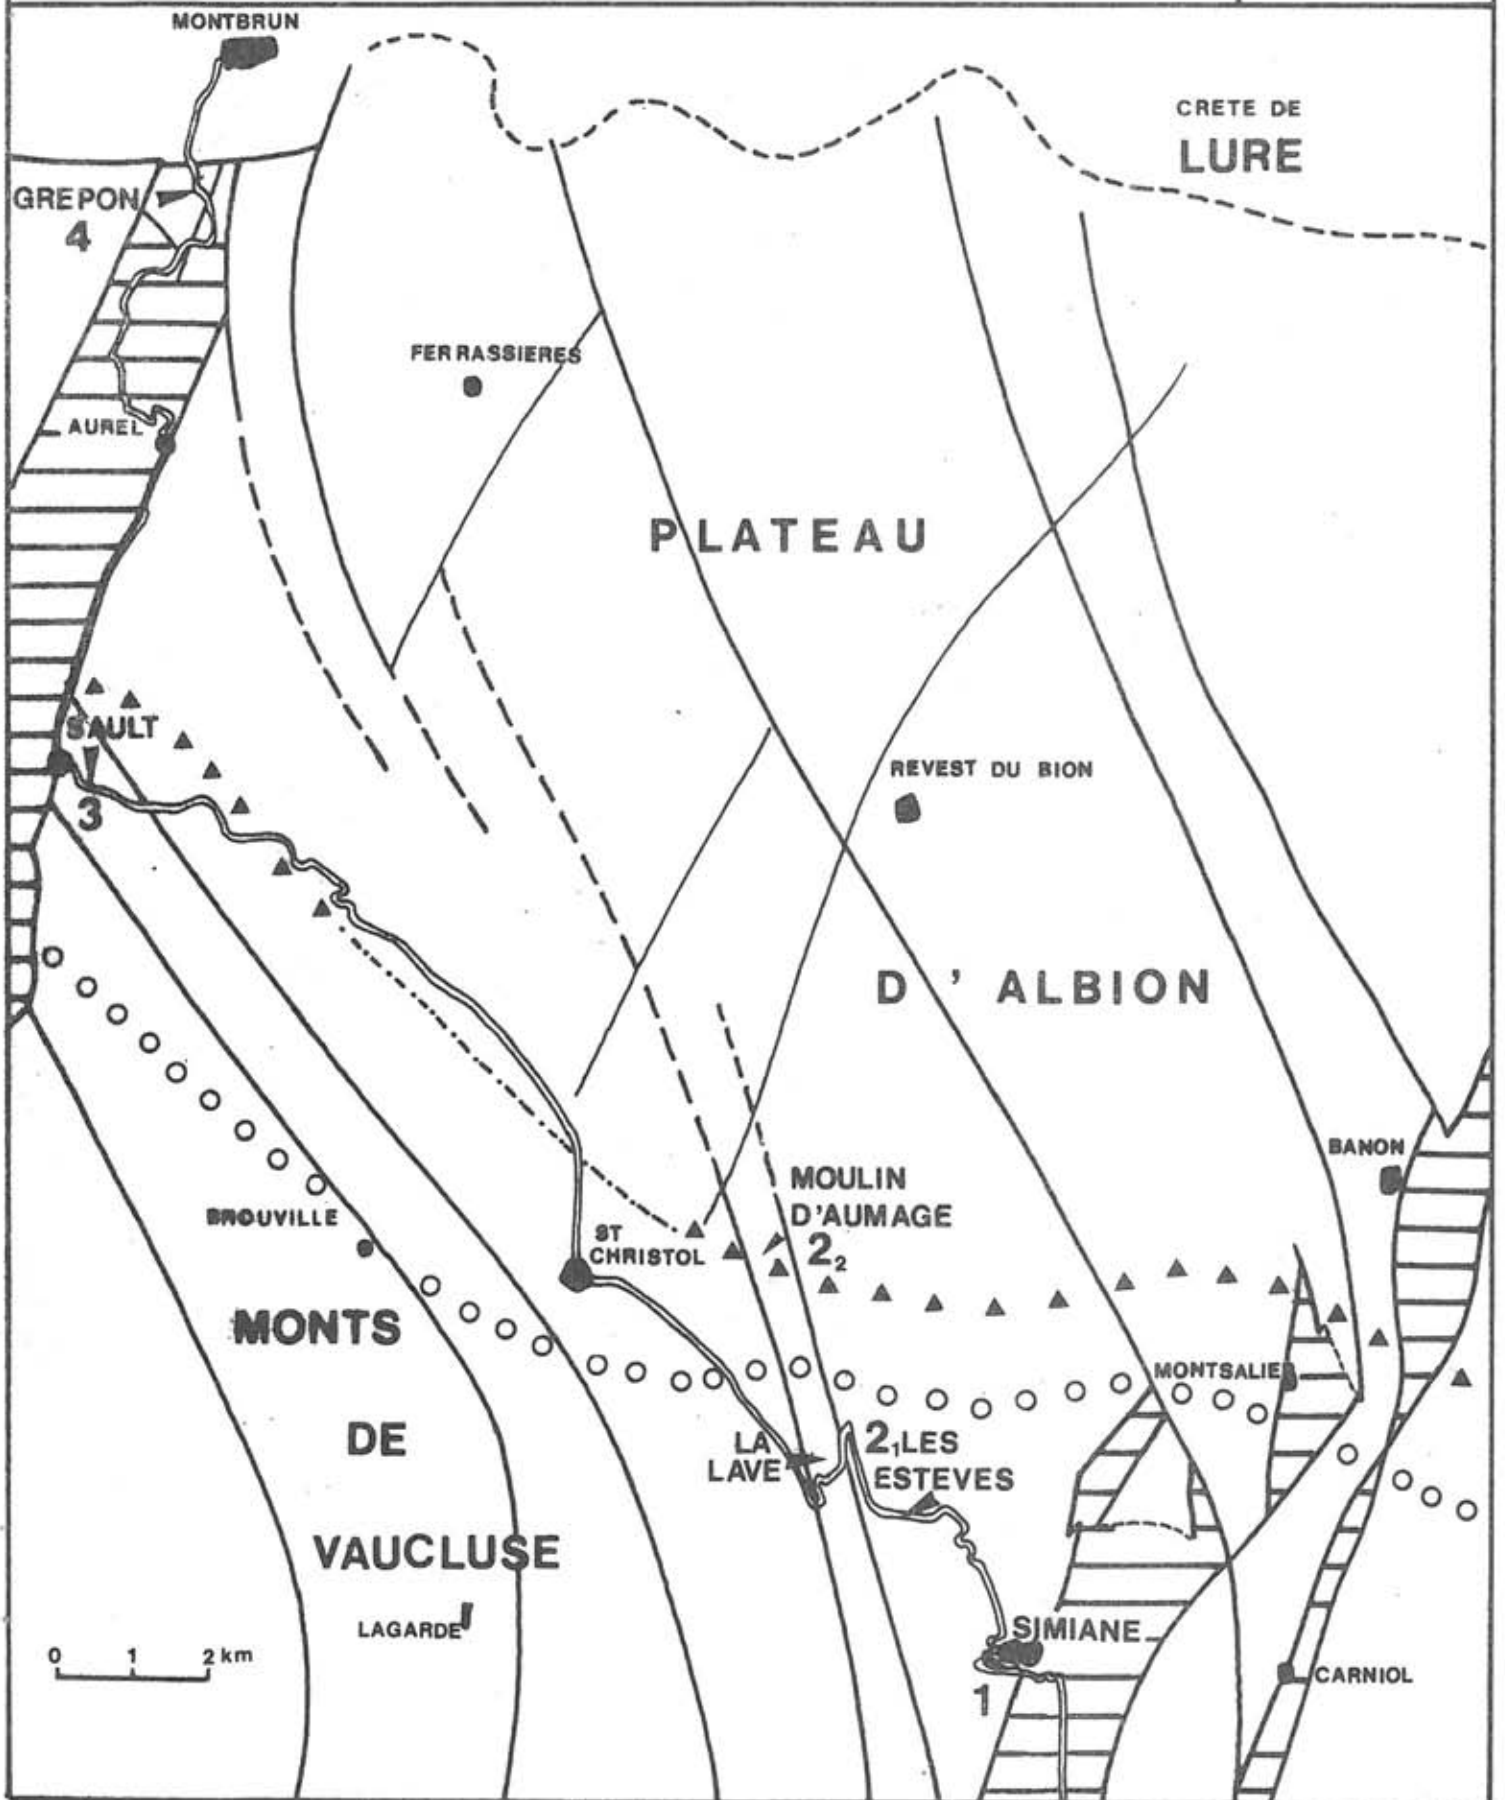 MONTBRUN
CRETE DE
LURE
GREPON
4
FERRASSIERES
AUREL
PLATEAU
SAULT
REVEST DU BION
3
D'ALBION
BANON
MOULIN
D'AUMAGE
2₂
BROUVILLE
ST
CHRISTOL
MONTS
MONTSALIER
DE
LA
LAVE
2₁LES
ESTEVES
VAUCLUSE
LAGARDE
SIMIANE
0 1 2 km
CARNIOL
1